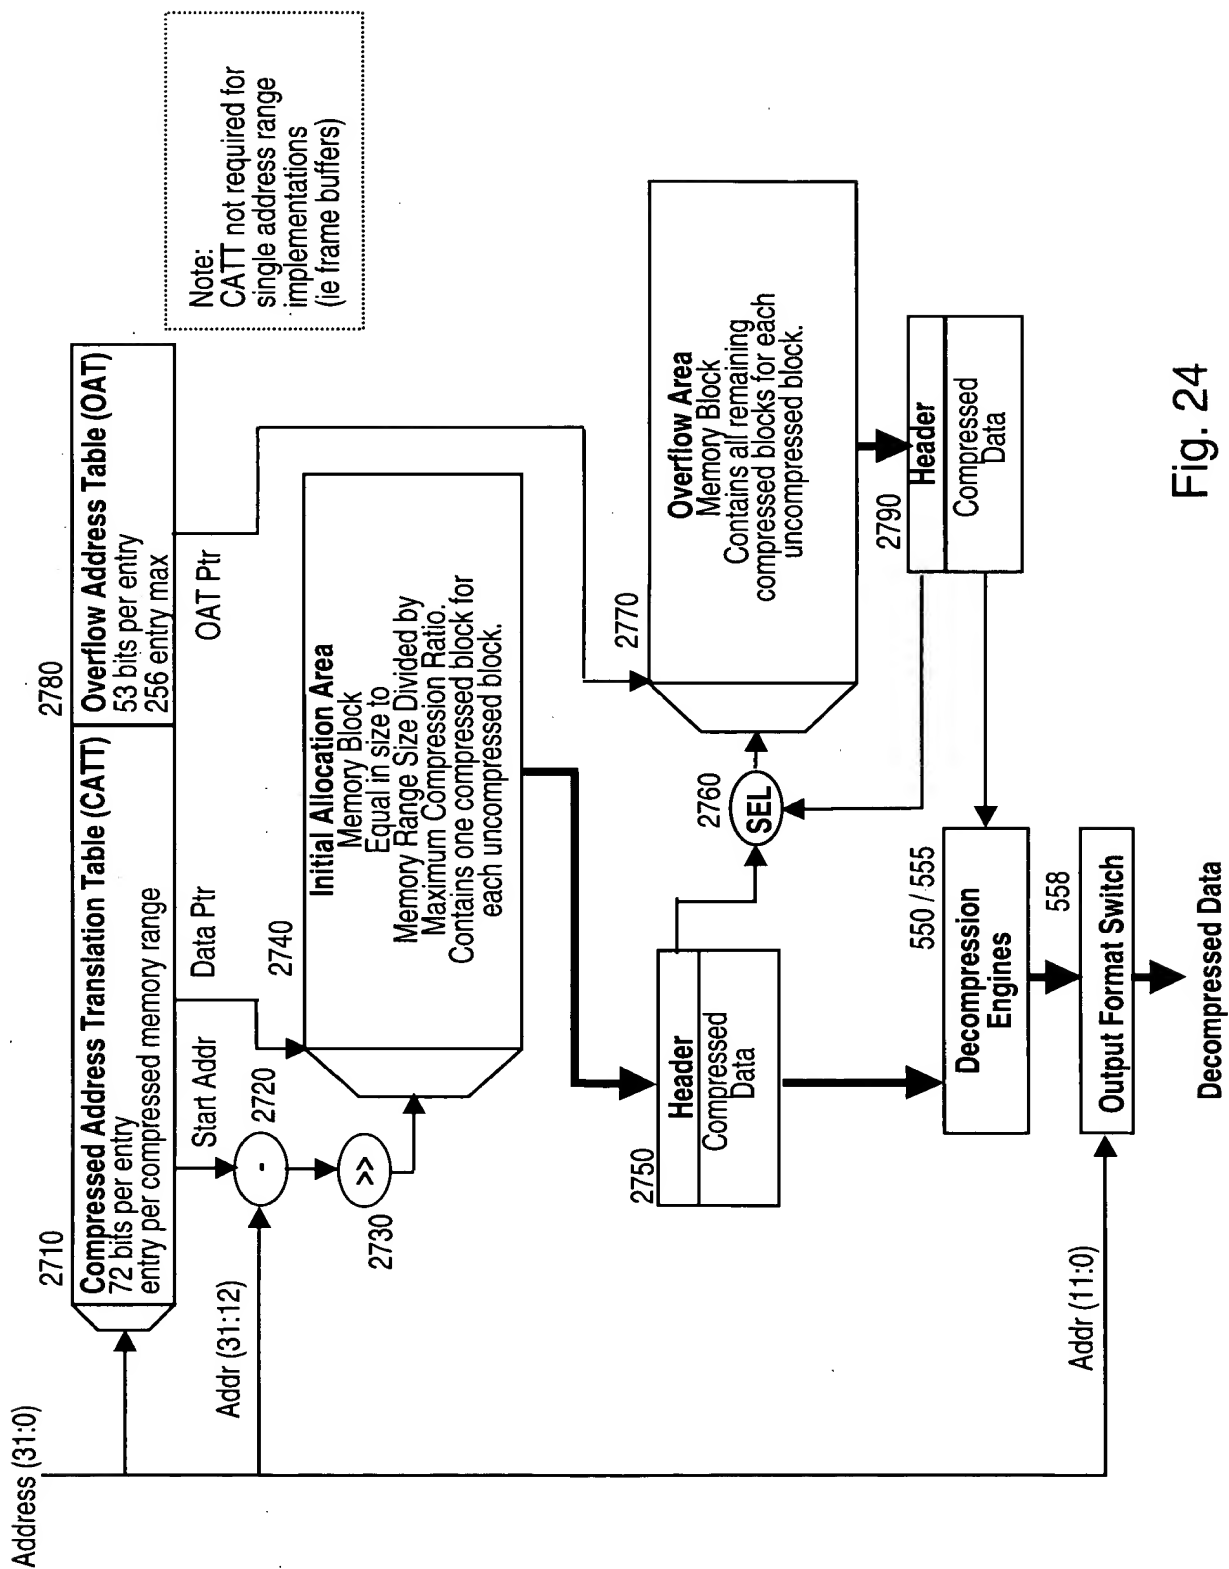 Address (31:0)
2710
Compressed Address Translation Table (CATT)
72 bits per entry
entry per compressed memory range
2780
Overflow Address Table (OAT)
53 bits per entry
256 entry max
Note:
CATT not required for
single address range
implementations
(ie frame buffers)
Addr (31:12)
Start Addr
Data Ptr
OAT Ptr
2720
-
2730
>>
2740
Initial Allocation Area
Memory Block
Equal in size to
Memory Range Size Divided by
Maximum Compression Ratio.
Contains one compressed block for
each uncompressed block.
2770
Overflow Area
Memory Block
Contains all remaining
compressed blocks for each
uncompressed block.
2750
Header
Compressed
Data
2760
SEL
2790
Header
Compressed
Data
550 / 555
Decompression
Engines
558
Addr (11:0)
Output Format Switch
Decompressed Data
Fig. 24